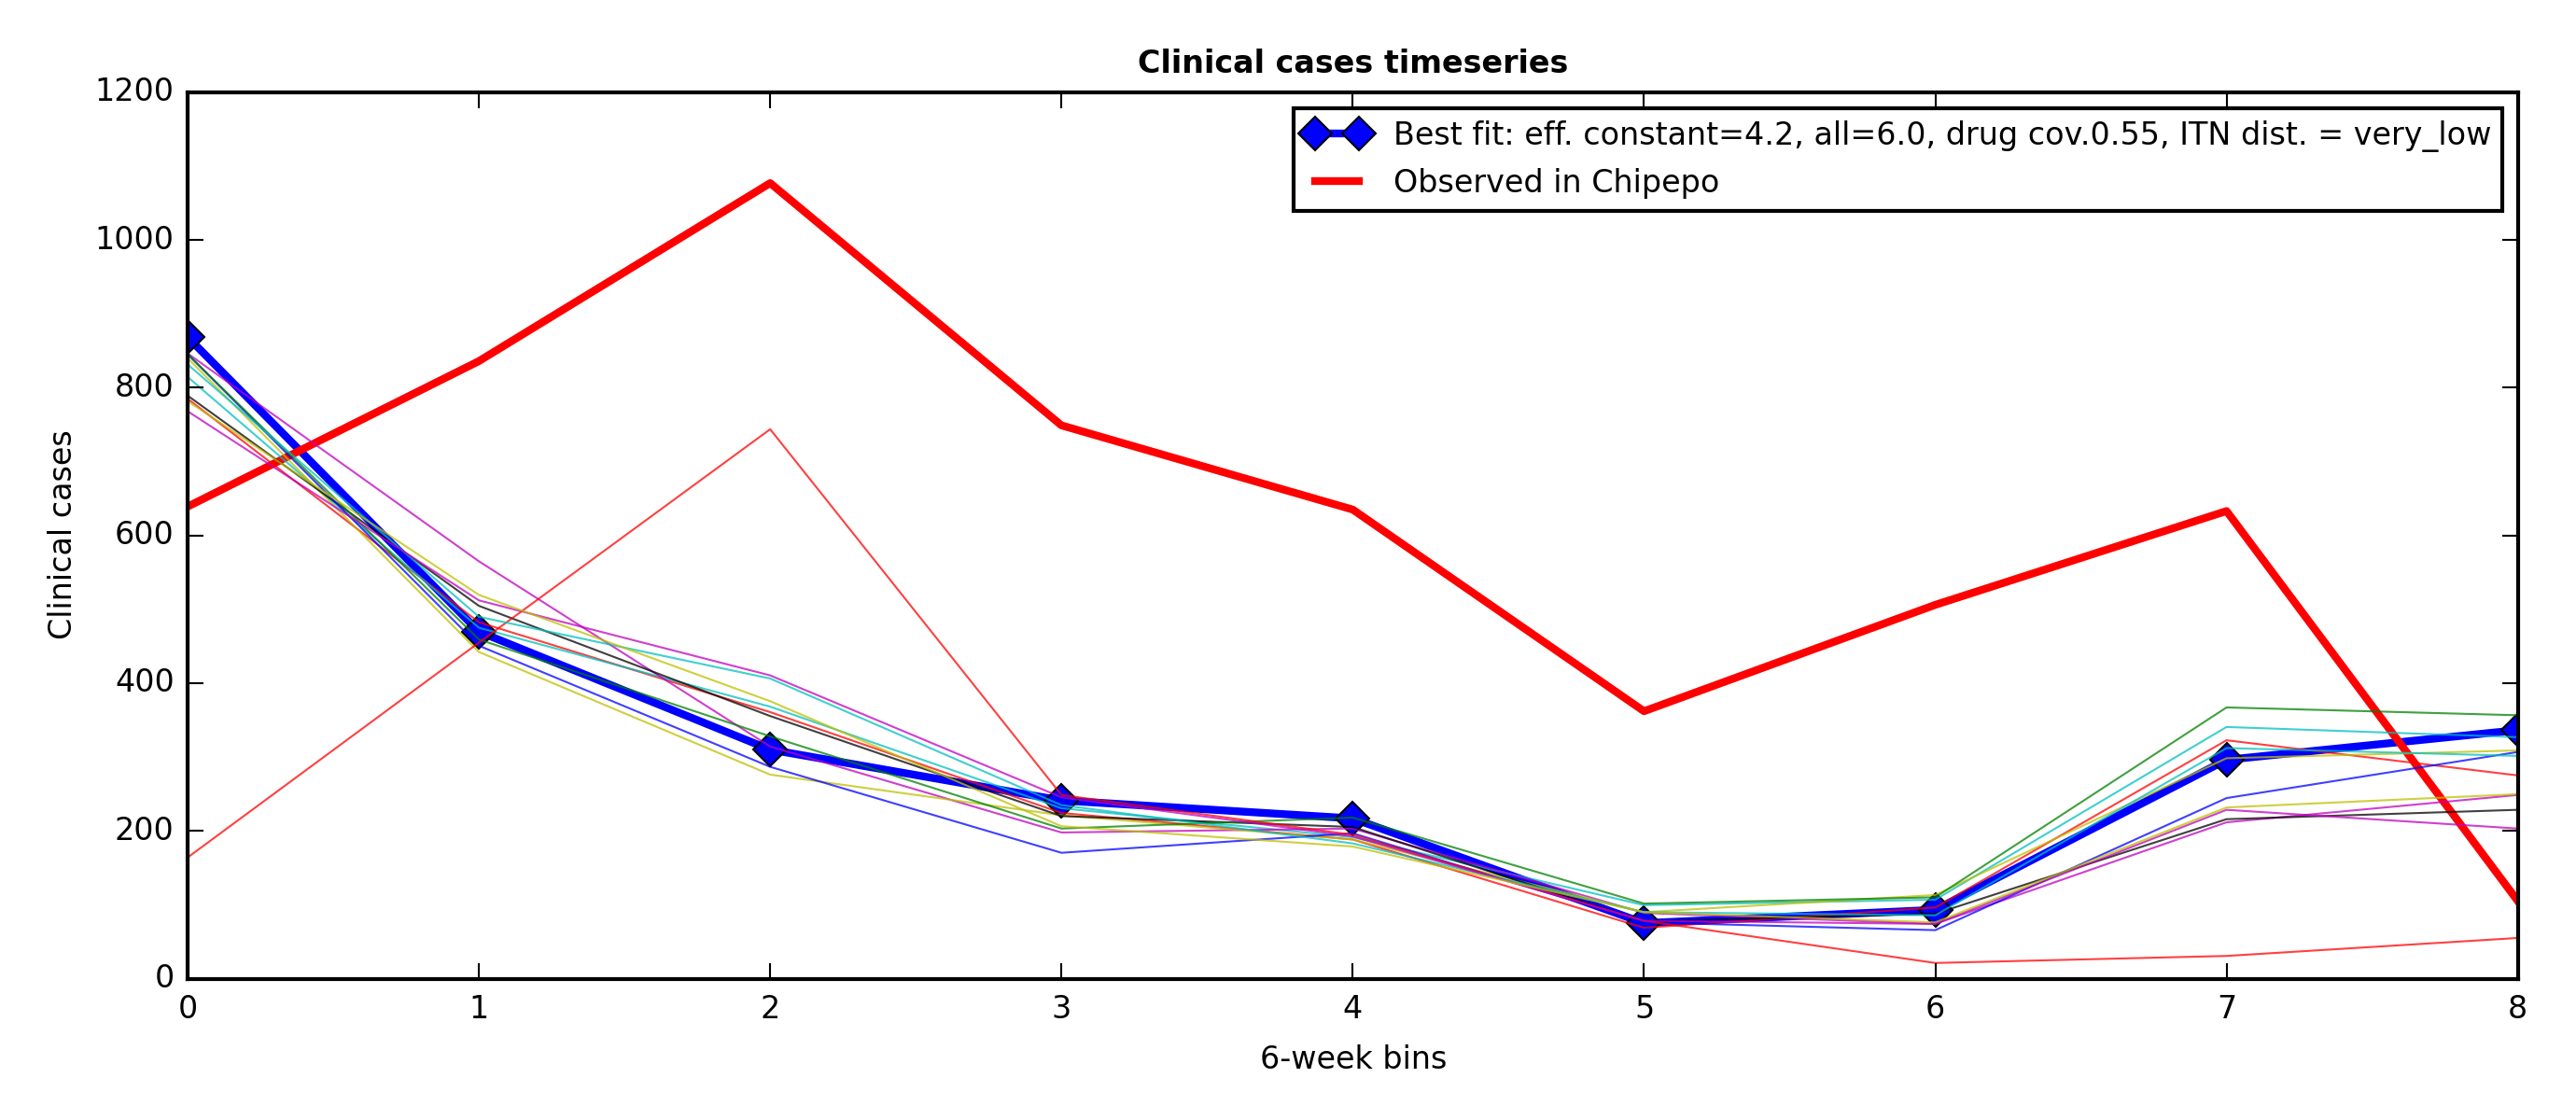 Clinical cases timeseries
1200
1000
800
600
400
200
0
Clinical cases
Best fit: eff. constant=4.2, all=6.0, drug cov.0.55, ITN dist. = very_low
Observed in Chipepo
0 1 2 3 4 5 6 7 8
6-week bins